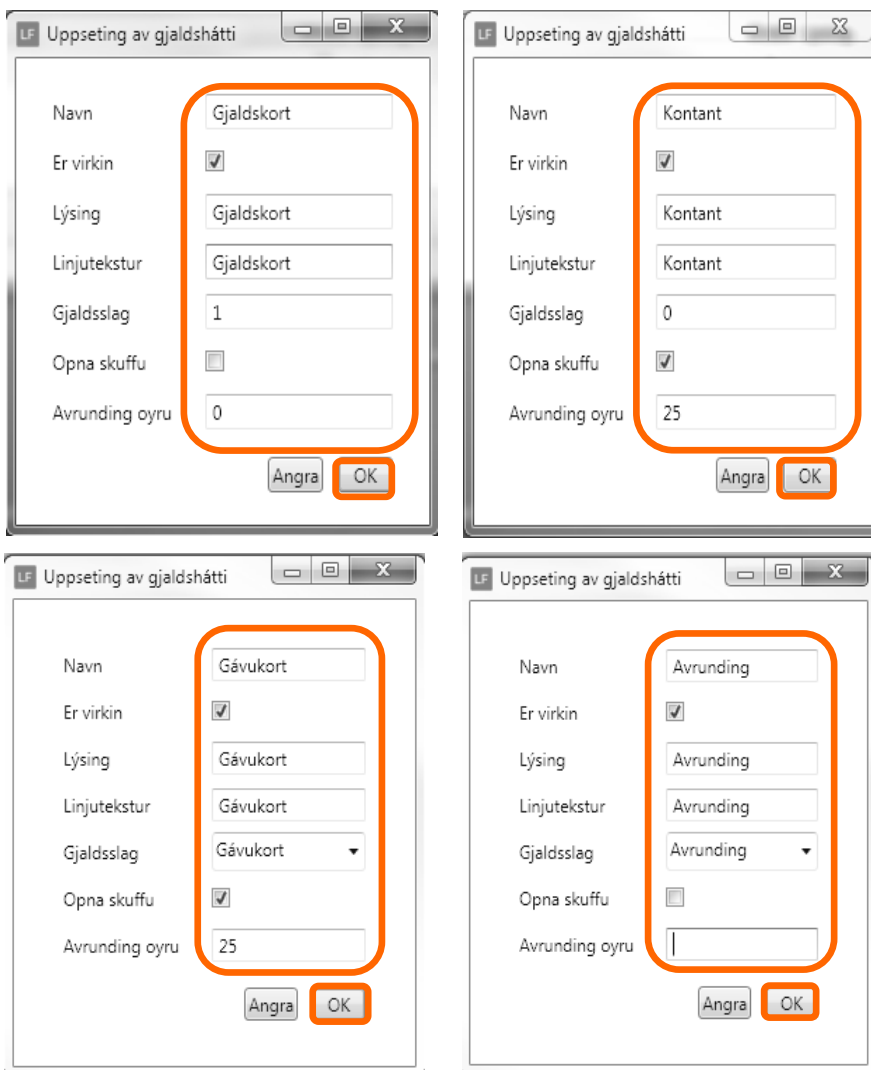 LF Uppseting av gjaldshátti
Navn Gjaldskort
Er virkin
Lýsing Gjaldskort
Linjutekstur Gjaldskort
Gjaldsslag 1
Opna skuffu
Avrunding oyru 0
Angra OK
LF Uppseting av gjaldshátti
Navn Kontant
Er virkin
Lýsing Kontant
Linjutekstur Kontant
Gjaldsslag 0
Opna skuffu
Avrunding oyru 25
Angra OK
LF Uppseting av gjaldshátti
Navn Gávukort
Er virkin
Lýsing Gávukort
Linjutekstur Gávukort
Gjaldsslag Gávukort
Opna skuffu
Avrunding oyru 25
Angra OK
LF Uppseting av gjaldshátti
Navn Avrunding
Er virkin
Lýsing Avrunding
Linjutekstur Avrunding
Gjaldsslag Avrunding
Opna skuffu
Avrunding oyru
Angra OK